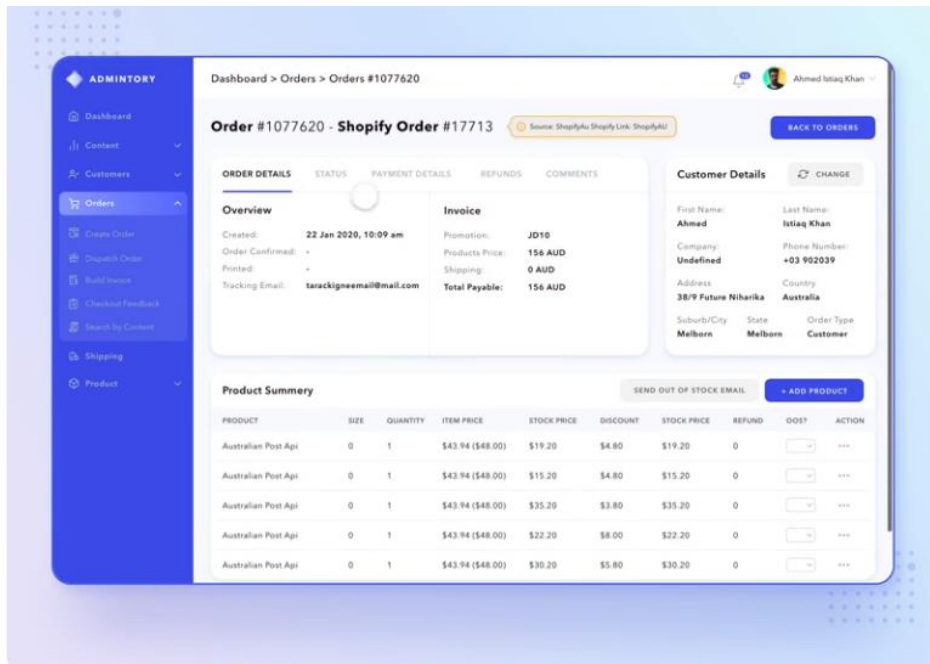 ADMINTORY
Dashboard > Orders > Orders #1077620
Ahmed Istiaq Khan
Dashboard
Content
Customers
Orders
Create Order
Dispatch Order
Build Invoice
Checkout Feedback
Search by Content
Shipping
Product
Order #1077620 - Shopify Order #17713
Source: ShopifyAu Shopify Link: ShopifyAU
BACK TO ORDERS
ORDER DETAILS STATUS PAYMENT DETAILS REFUNDS COMMENTS
Overview
Created: 22 Jan 2020, 10:09 am
Order Confirmed: -
Printed: -
Tracking Email: tarackigneemail@mail.com
Invoice
Promotion: JD10
Products Price: 156 AUD
Shipping: 0 AUD
Total Payable: 156 AUD
Customer Details CHANGE
First Name: Last Name:
Ahmed Istiaq Khan
Company: Phone Number:
Undefined +03 902039
Address Country
38/9 Future Niharika Australia
Suburb/City State Order Type
Melborn Melborn Customer
Product Summery SEND OUT OF STOCK EMAIL + ADD PRODUCT
PRODUCT SIZE QUANTITY ITEM PRICE STOCK PRICE DISCOUNT STOCK PRICE REFUND OOS? ACTION
Australian Post Api 0 1 $43.94 ($48.00) $19.20 $4.80 $19.20 0
Australian Post Api 0 1 $43.94 ($48.00) $15.20 $4.80 $15.20 0
Australian Post Api 0 1 $43.94 ($48.00) $35.20 $3.80 $35.20 0
Australian Post Api 0 1 $43.94 ($48.00) $22.20 $8.00 $22.20 0
Australian Post Api 0 1 $43.94 ($48.00) $30.20 $5.80 $30.20 0